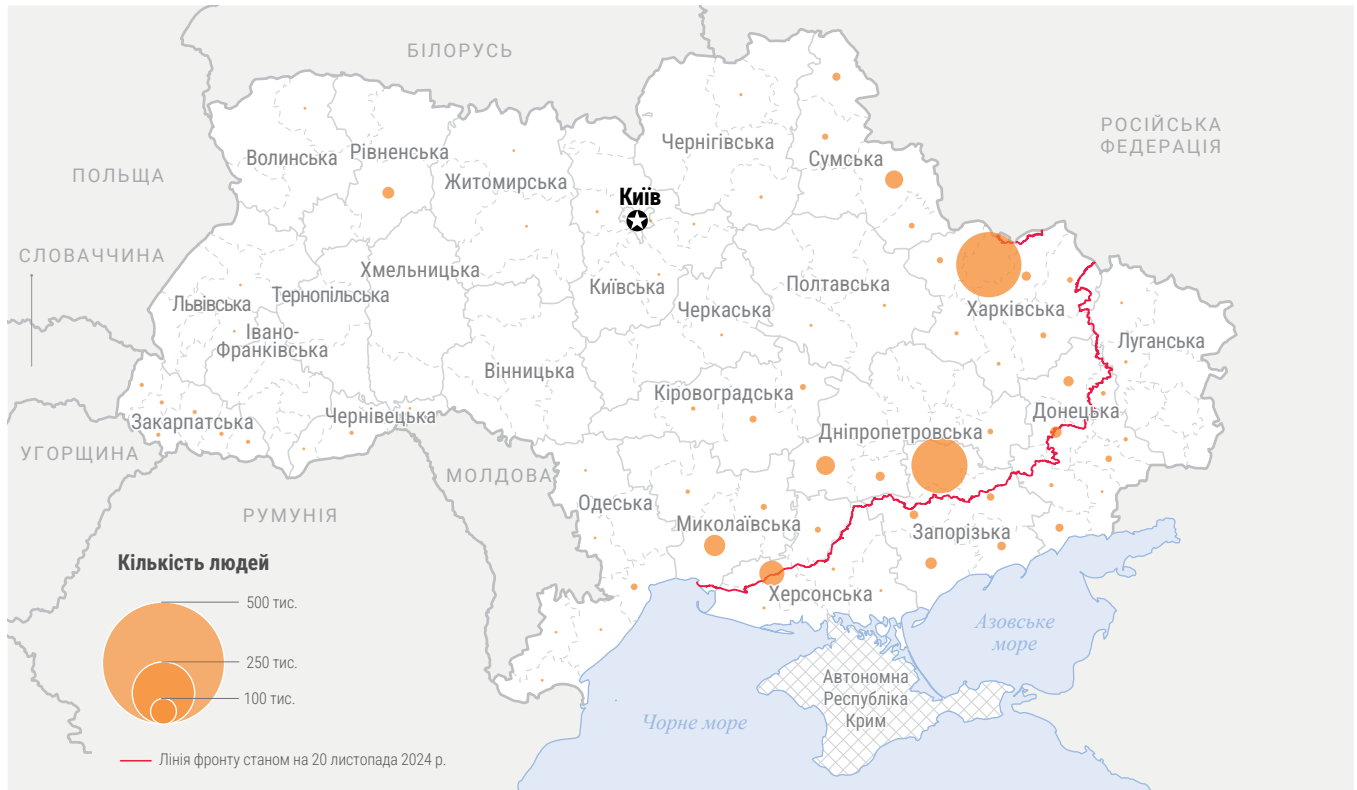 БІЛОРУСЬ
РОСІЙСЬКА
ФЕДЕРАЦІЯ
ПОЛЬЩА
СЛОВАЧЧИНА
УГОРЩИНА
РУМУНІЯ
МОЛДОВА
Волинська
Рівненська
Житомирська
Чернігівська
Сумська
Київ
Хмельницька
Львівська
Тернопільська
Івано-
Франківська
Київська
Черкаська
Полтавська
Харківська
Луганська
Вінницька
Кіровоградська
Закарпатська
Чернівецька
Дніпропетровська
Донецька
Одеська
Миколаївська
Запорізька
Херсонська
Азовське
море
Автономна
Республіка
Крим
Чорне море
Кількість людей
500 тис.
250 тис.
100 тис.
Лінія фронту станом на 20 листопада 2024 р.